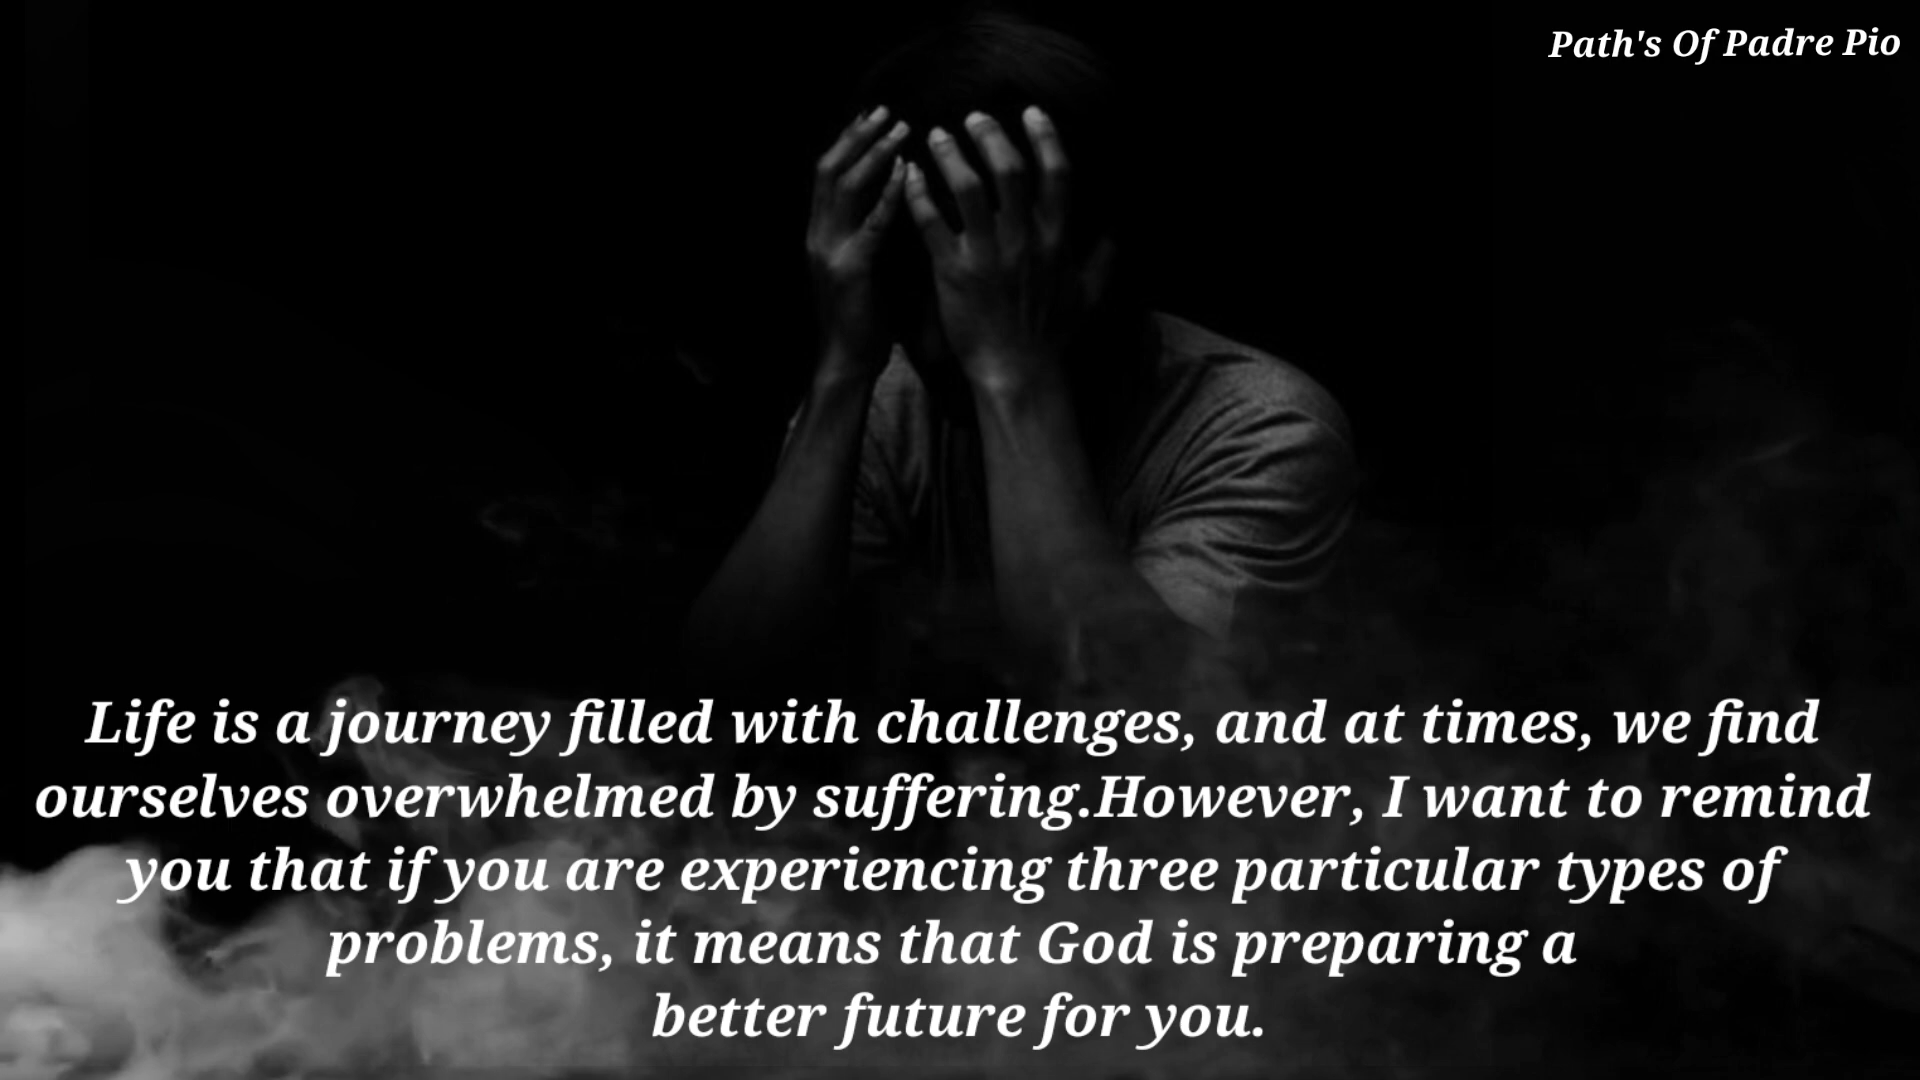 Path's Of Padre Pio
Life is a journey filled with challenges, and at times, we find
ourselves overwhelmed by suffering.However, I want to remind
you that if you are experiencing three particular types of
problems, it means that God is preparing a
better future for you.